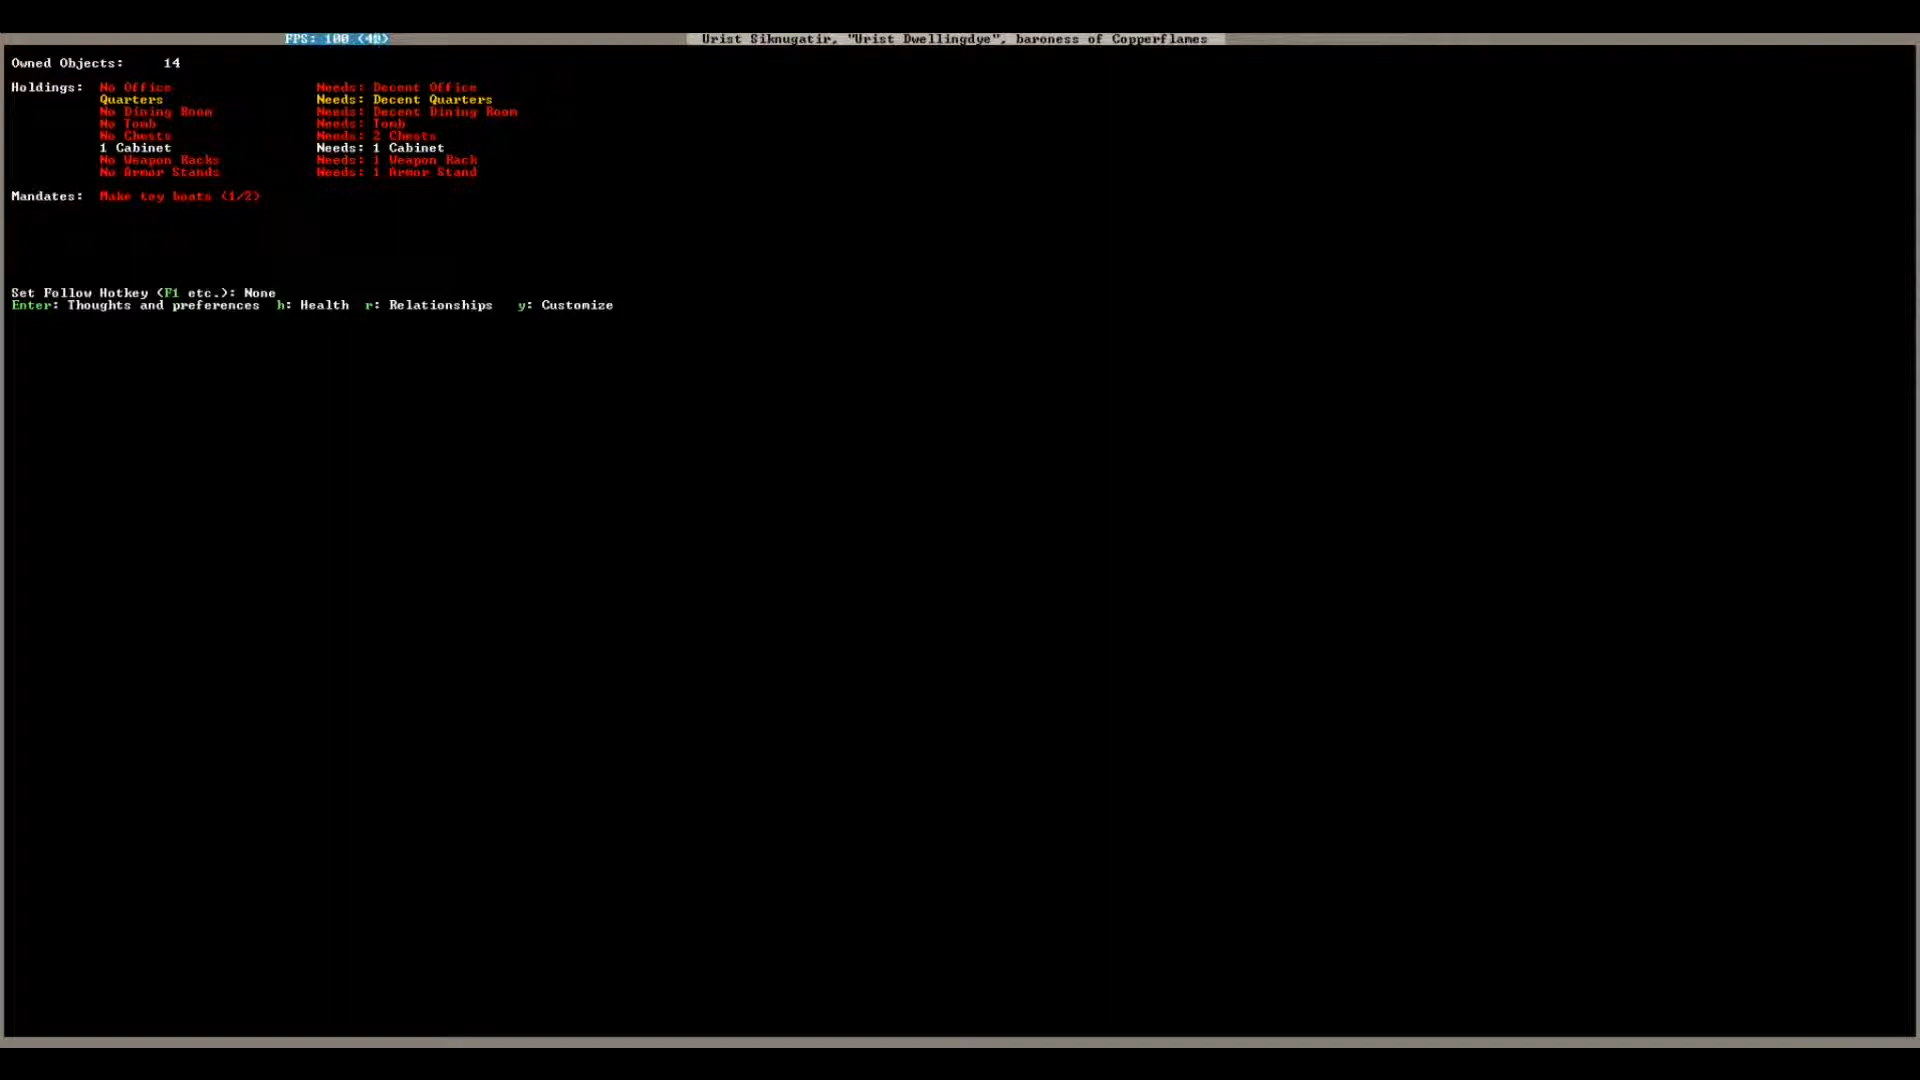 FPS: 100 (49)
Urist Siknugatir, "Urist Dwellingdye", baroness of Copperflames
Owned Objects: 14
Holdings: No Office Needs: Decent Office
Quarters Needs: Decent Quarters
No Dining Room Needs: Decent Dining Room
No Tomb Needs: Tomb
No Chests Needs: 2 Chests
1 Cabinet Needs: 1 Cabinet
No Weapon Racks Needs: 1 Weapon Rack
No Armor Stands Needs: 1 Armor Stand
Mandates: Make toy boats (1/2)
Set Follow Hotkey (F1 etc.): None
Enter: Thoughts and preferences h: Health r: Relationships y: Customize